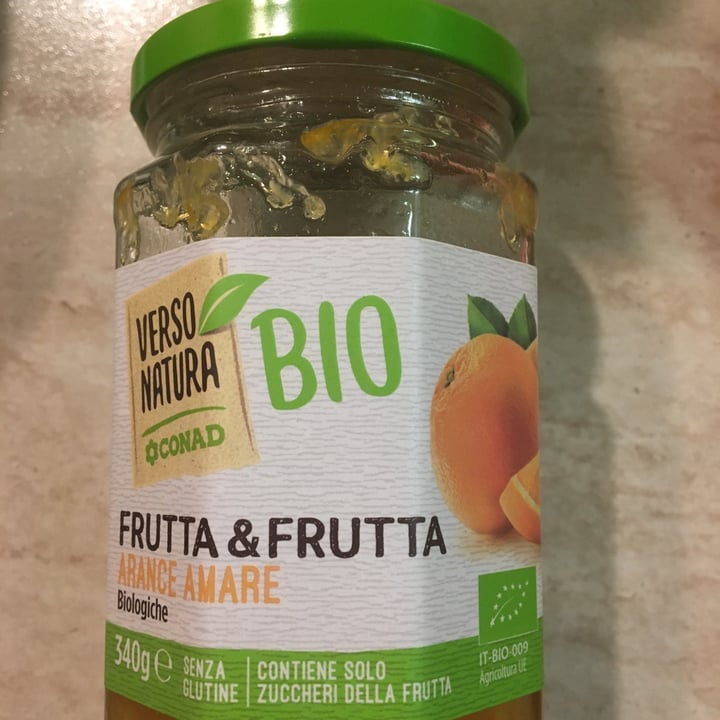 VERSO
NATURA
CONAD
BIO
FRUTTA & FRUTTA
ARANCE AMARE
Biologiche
IT-BIO-009
Agricoltura UE
340g e
SENZA
GLUTINE
CONTIENE SOLO
ZUCCHERI DELLA FRUTTA